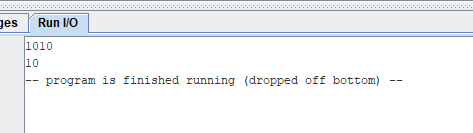 ges Run I/O
1010
10
-- program is finished running (dropped off bottom) --